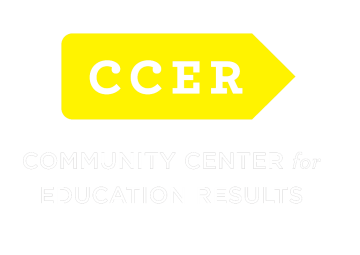 CCER
COMMUNITY CENTER for
EDUCATION RESULTS